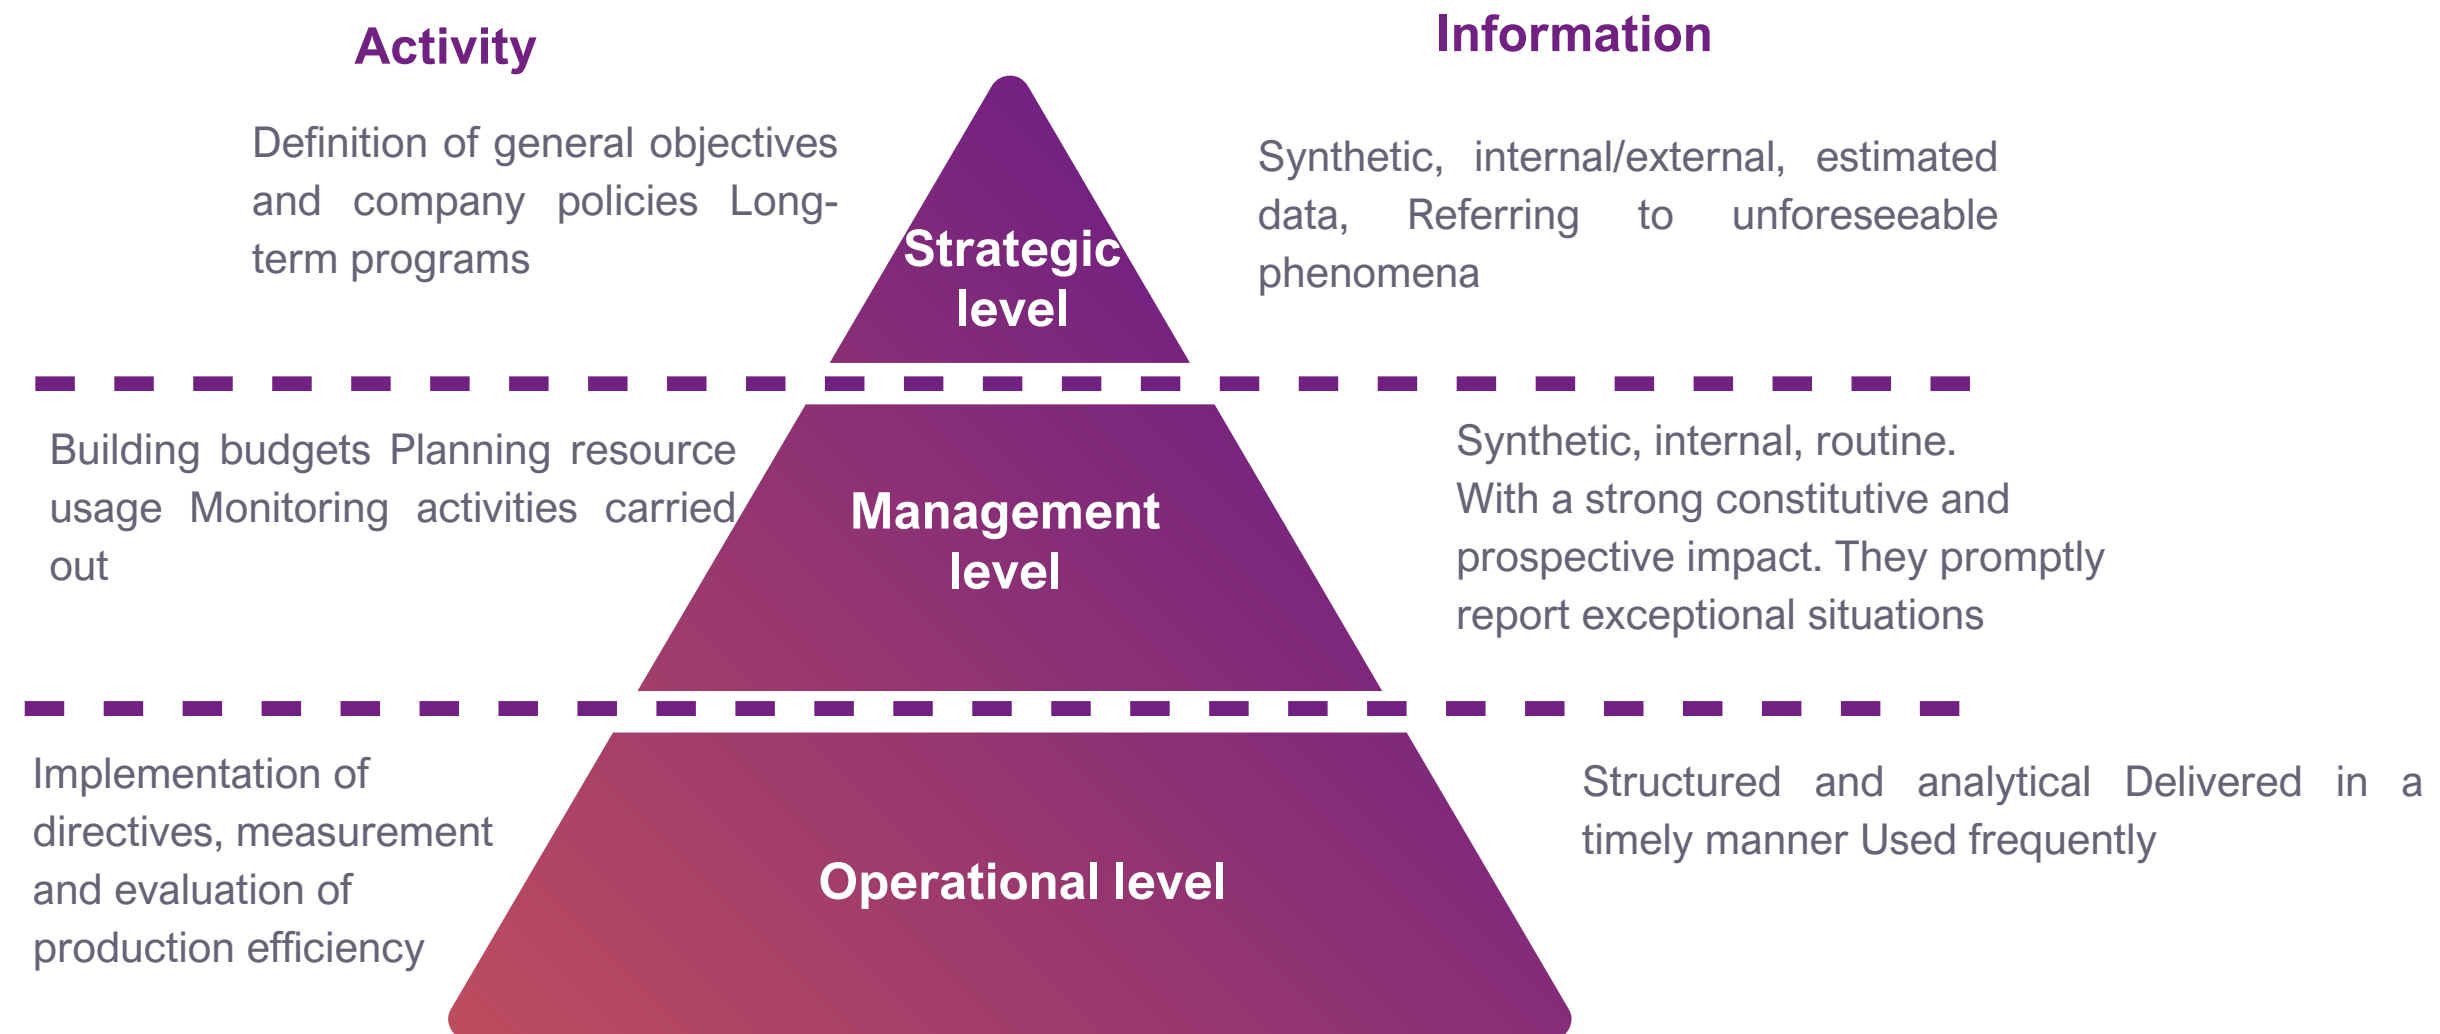 Activity
Information
Definition of general objectives
and company policies Long-
term programs
Strategic
level
Synthetic, internal/external, estimated
data, Referring to unforeseeable
phenomena
Building budgets Planning resource
usage Monitoring activities carried
out
Management
level
Synthetic, internal, routine.
With a strong constitutive and
prospective impact. They promptly
report exceptional situations
Implementation of
directives, measurement
and evaluation of
production efficiency
Operational level
Structured and analytical Delivered in a
timely manner Used frequently